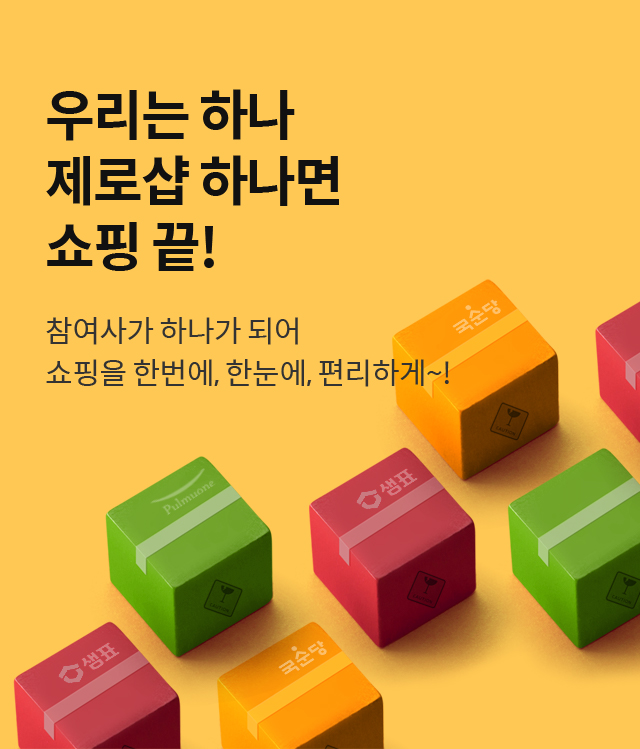 우리는 하나
제로샵 하나면
쇼핑 끝!
참여사가 하나가 되어
쇼핑을 한번에, 한눈에, 편리하게~!
국순당
Pulmuone
샘표
샘표
국순당